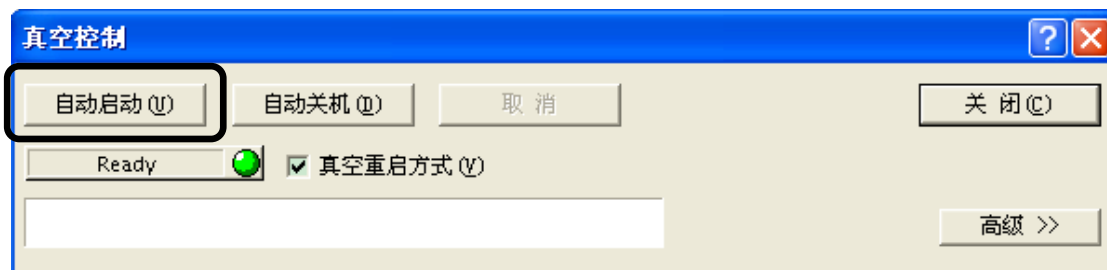 真空控制
自动启动(U) 自动关机(D) 取 消 关 闭(C)
Ready 真空重启方式(V)
高级 >>